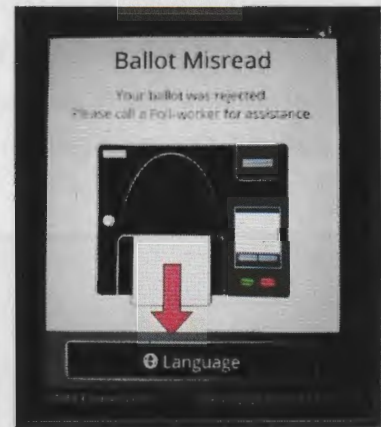 Ballot Misread
Your ballot was rejected.
Please call a Poll-worker for assistance
Language